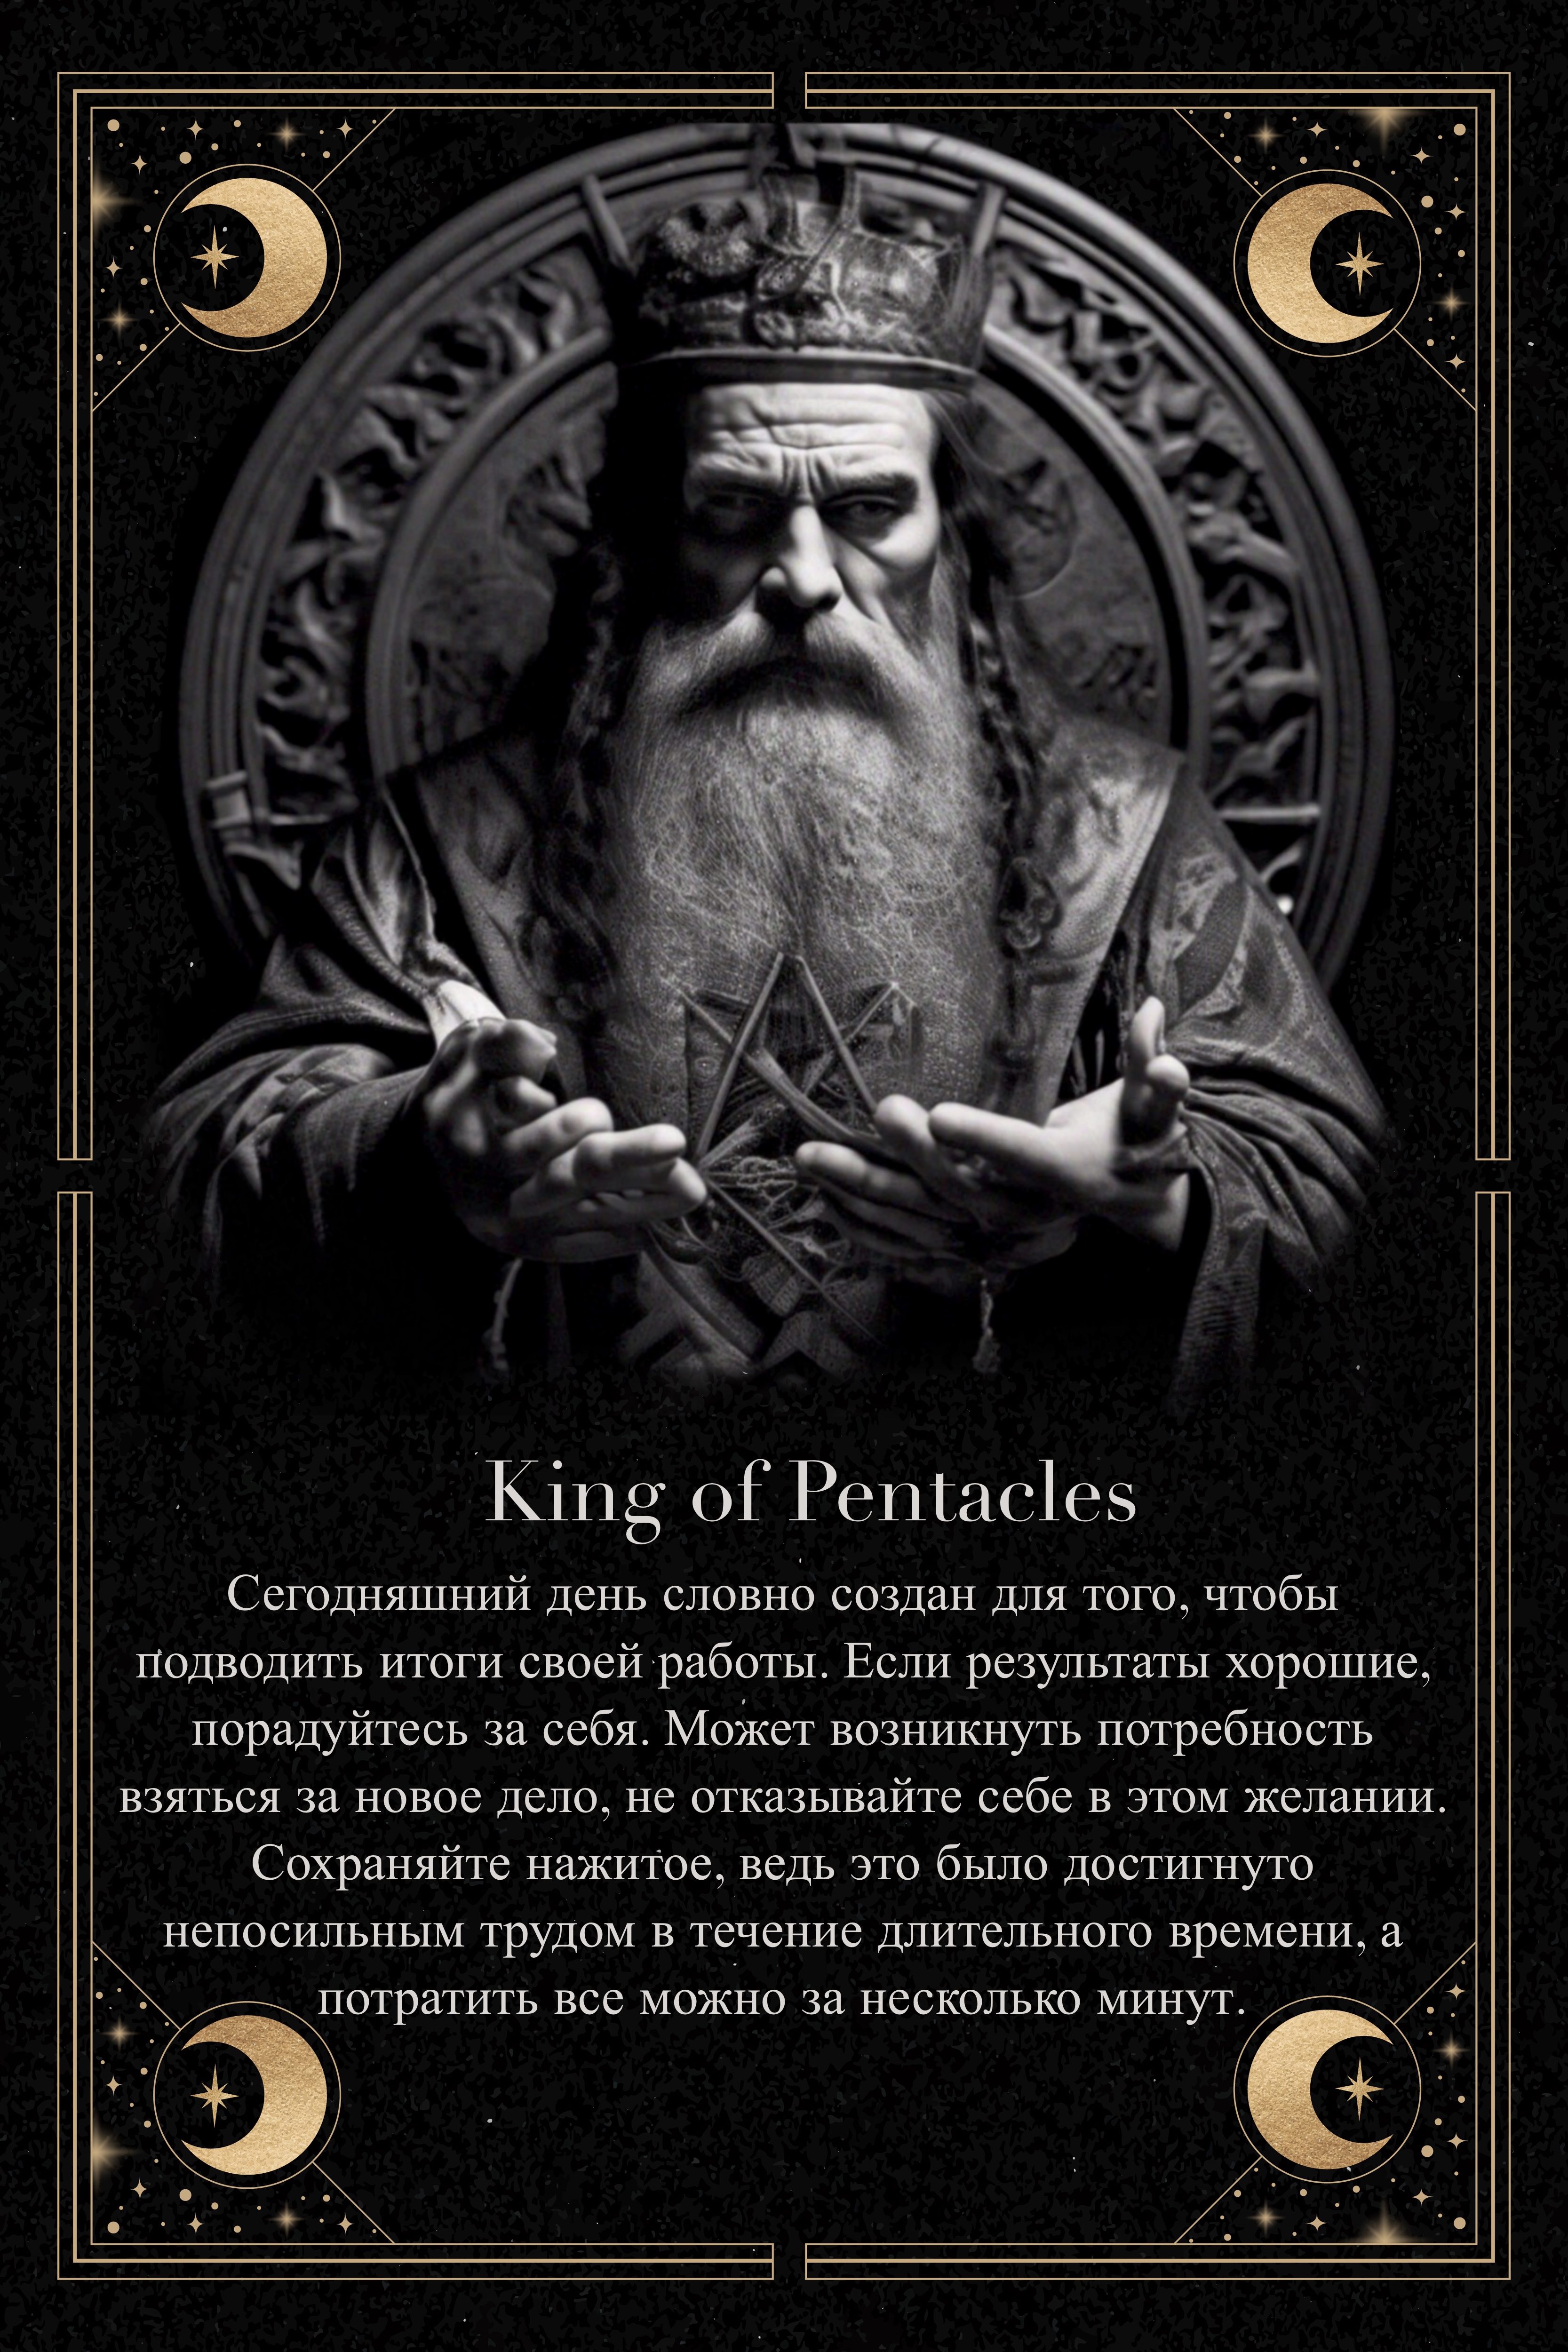 King of Pentacles
Сегодняшний день словно создан для того, чтобы
подводить итоги своей работы. Если результаты хорошие,
порадуйтесь за себя. Может возникнуть потребность
взяться за новое дело, не отказывайте себе в этом желании.
Сохраняйте нажитое, ведь это было достигнуто
непосильным трудом в течение длительного времени, а
потратить все можно за несколько минут.